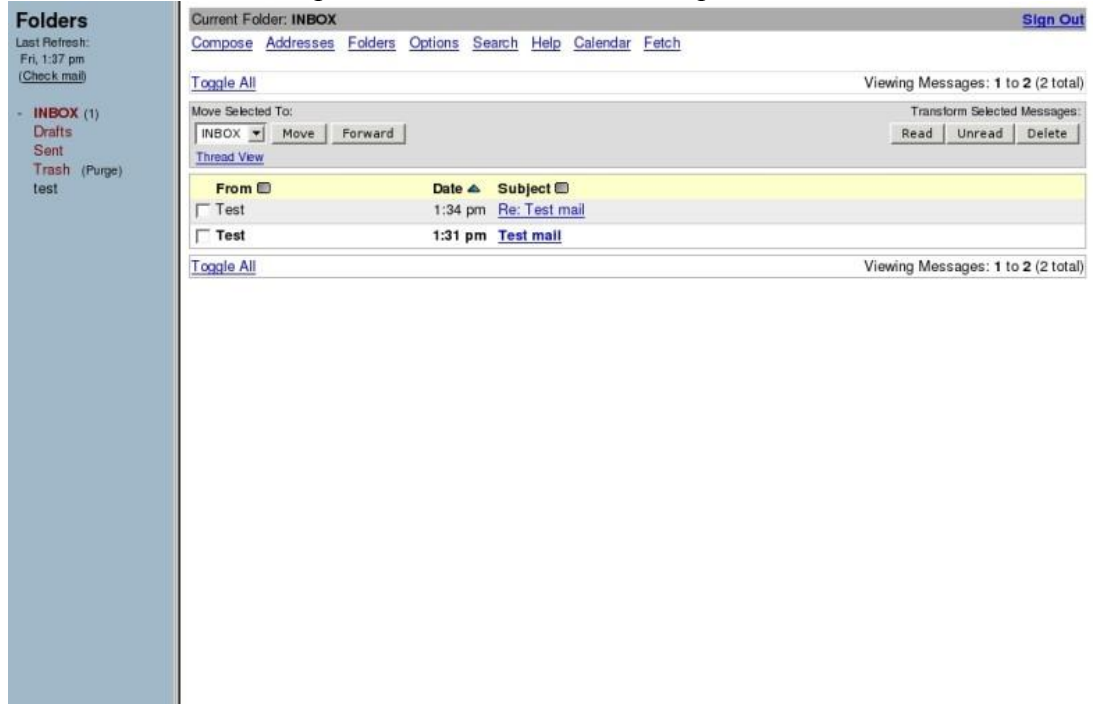 Folders
Last Refresh:
Fri, 1:37 pm
(Check mail)
- INBOX (1)
Drafts
Sent
Trash (Purge)
test
Current Folder: INBOX Sign Out
Compose Addresses Folders Options Search Help Calendar Fetch
Toggle All Viewing Messages: 1 to 2 (2 total)
Move Selected To: Transform Selected Messages:
INBOX Move Forward Read Unread Delete
Thread View
From Date Subject
Test 1:34 pm Re: Test mail
Test 1:31 pm Test mail
Toggle All Viewing Messages: 1 to 2 (2 total)